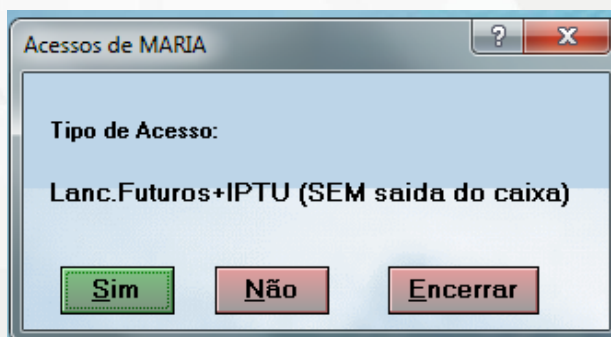 Acessos de MARIA
Tipo de Acesso:
Lanc.Futuros+IPTU (SEM saida do caixa)
Sim Não Encerrar